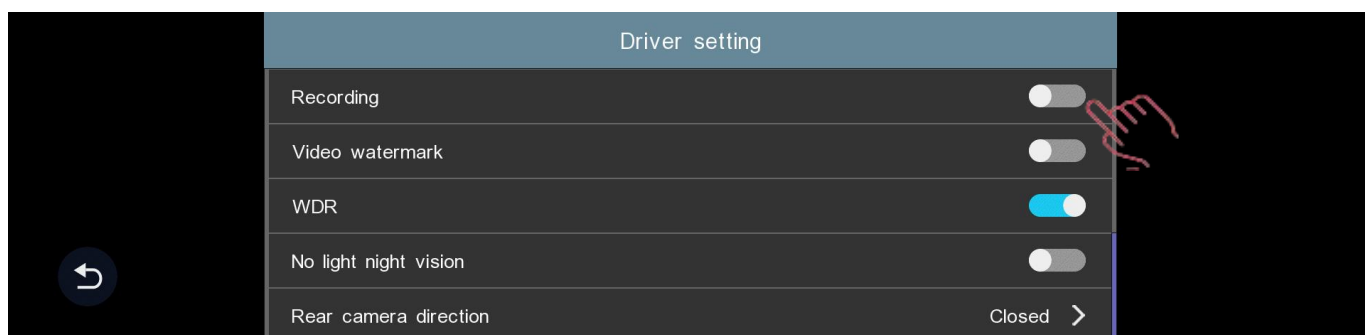 Driver setting
Recording
Video watermark
WDR
No light night vision
Rear camera direction Closed